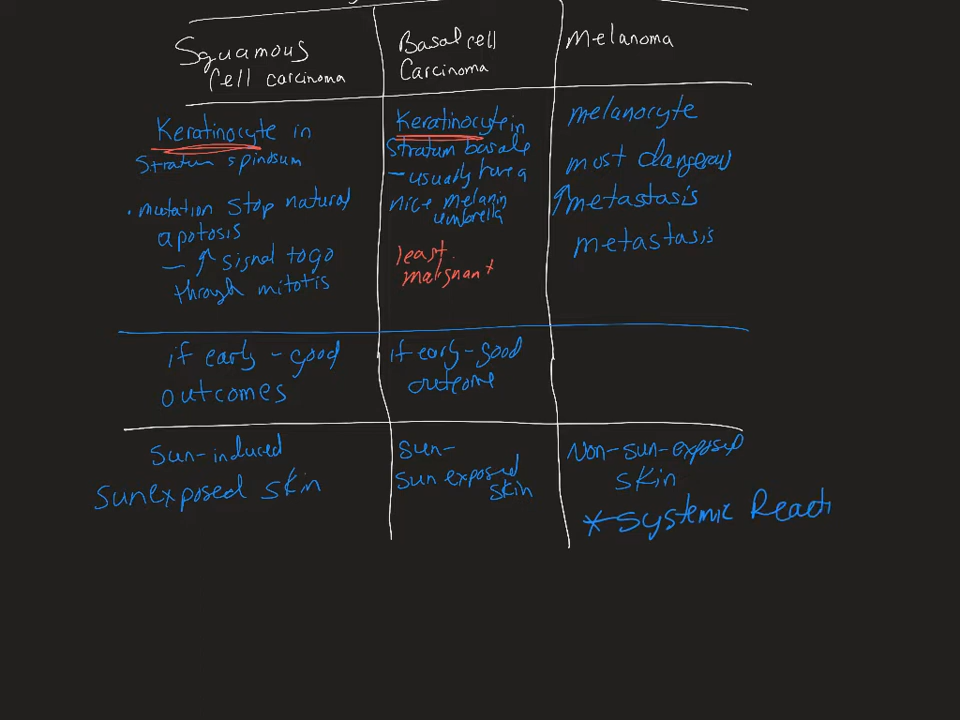 Squamous
Cell carcinoma
Keratinocyte in
Stratum spinosum
• mutation stop natural
apotosis
— ↑ signal to go
through mitotis
if early - good
outcomes
Sun-induced
Sunexposed skin
Basal cell
Carcinoma
Keratinocyte in
Stratum basale
— usually have a
nice melanin
umbrella
least
malignant
if early - good
outcome
Sun-
Sun exposed
skin
Melanoma
melanocyte
most dangerous
↑ metastasis
metastasis
Non-sun-exposed
skin
* Systemic Reacti